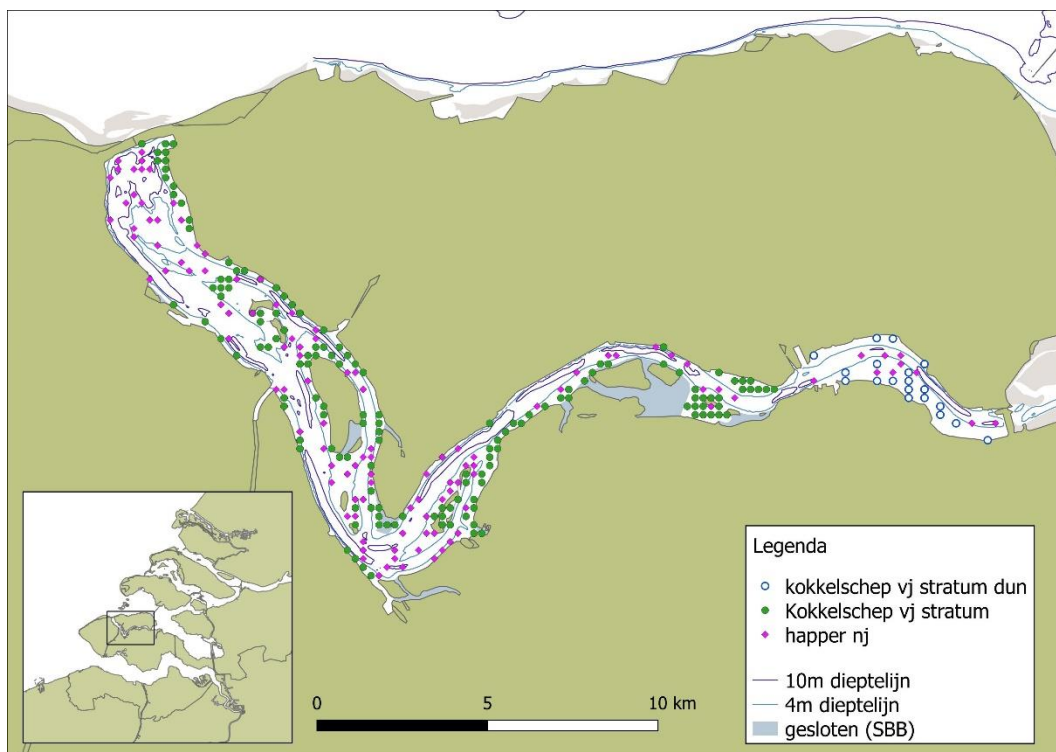 Legenda
kokkelschep vj stratum dun
Kokkelschep vj stratum
happer nj
10m dieptelijn
4m dieptelijn
gesloten (SBB)
0 5 10 km